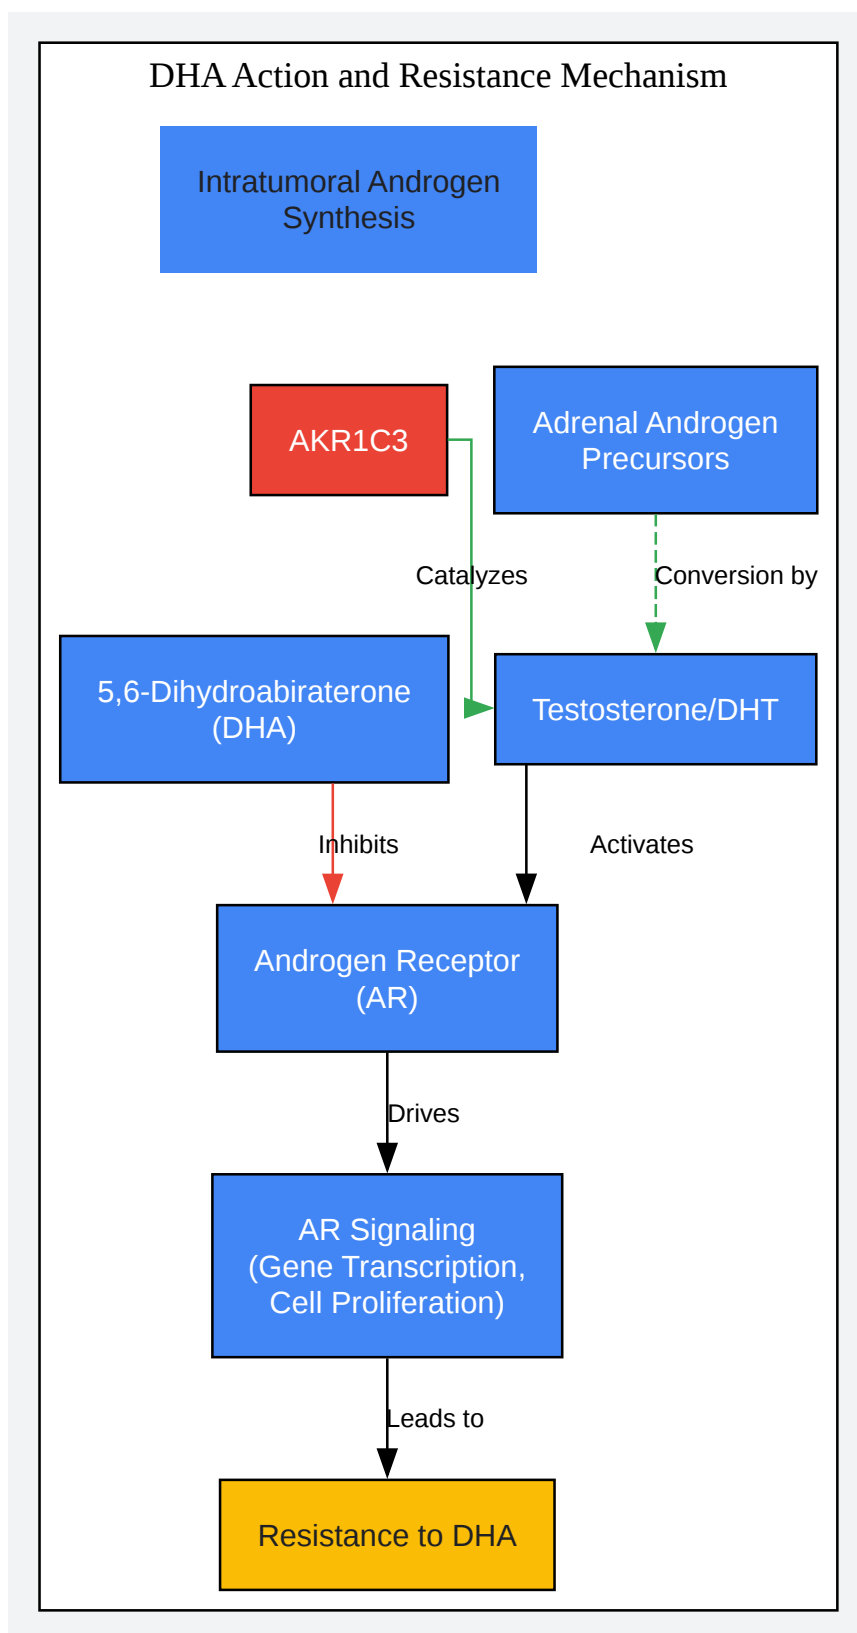 DHA Action and Resistance Mechanism
Intratumoral Androgen
Synthesis
AKR1C3
Adrenal Androgen
Precursors
Catalyzes
Conversion by
5,6-Dihydroabiraterone
(DHA)
Testosterone/DHT
Inhibits
Activates
Androgen Receptor
(AR)
Drives
AR Signaling
(Gene Transcription,
Cell Proliferation)
Leads to
Resistance to DHA